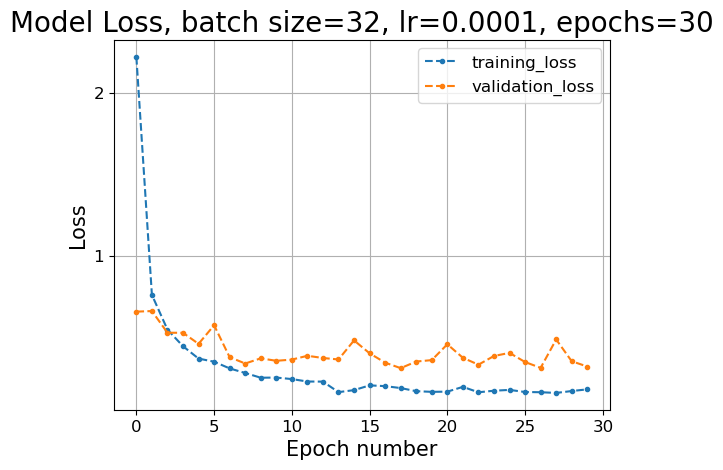 Model Loss, batch size=32, lr=0.0001, epochs=30
training_loss
validation_loss
2
1
Loss
0 5 10 15 20 25 30
Epoch number